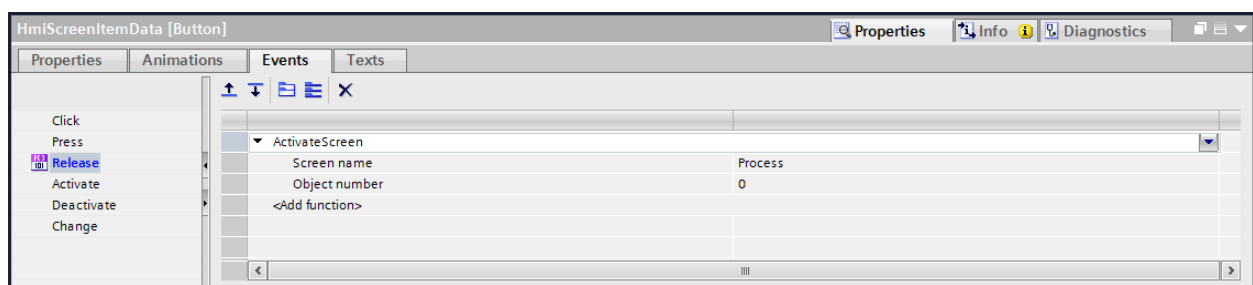 HmiScreenItemData [Button]
Properties Info Diagnostics
Properties Animations Events Texts
Click
Press
ActivateScreen
Release
Screen name Process
Activate
Object number 0
Deactivate
<Add function>
Change